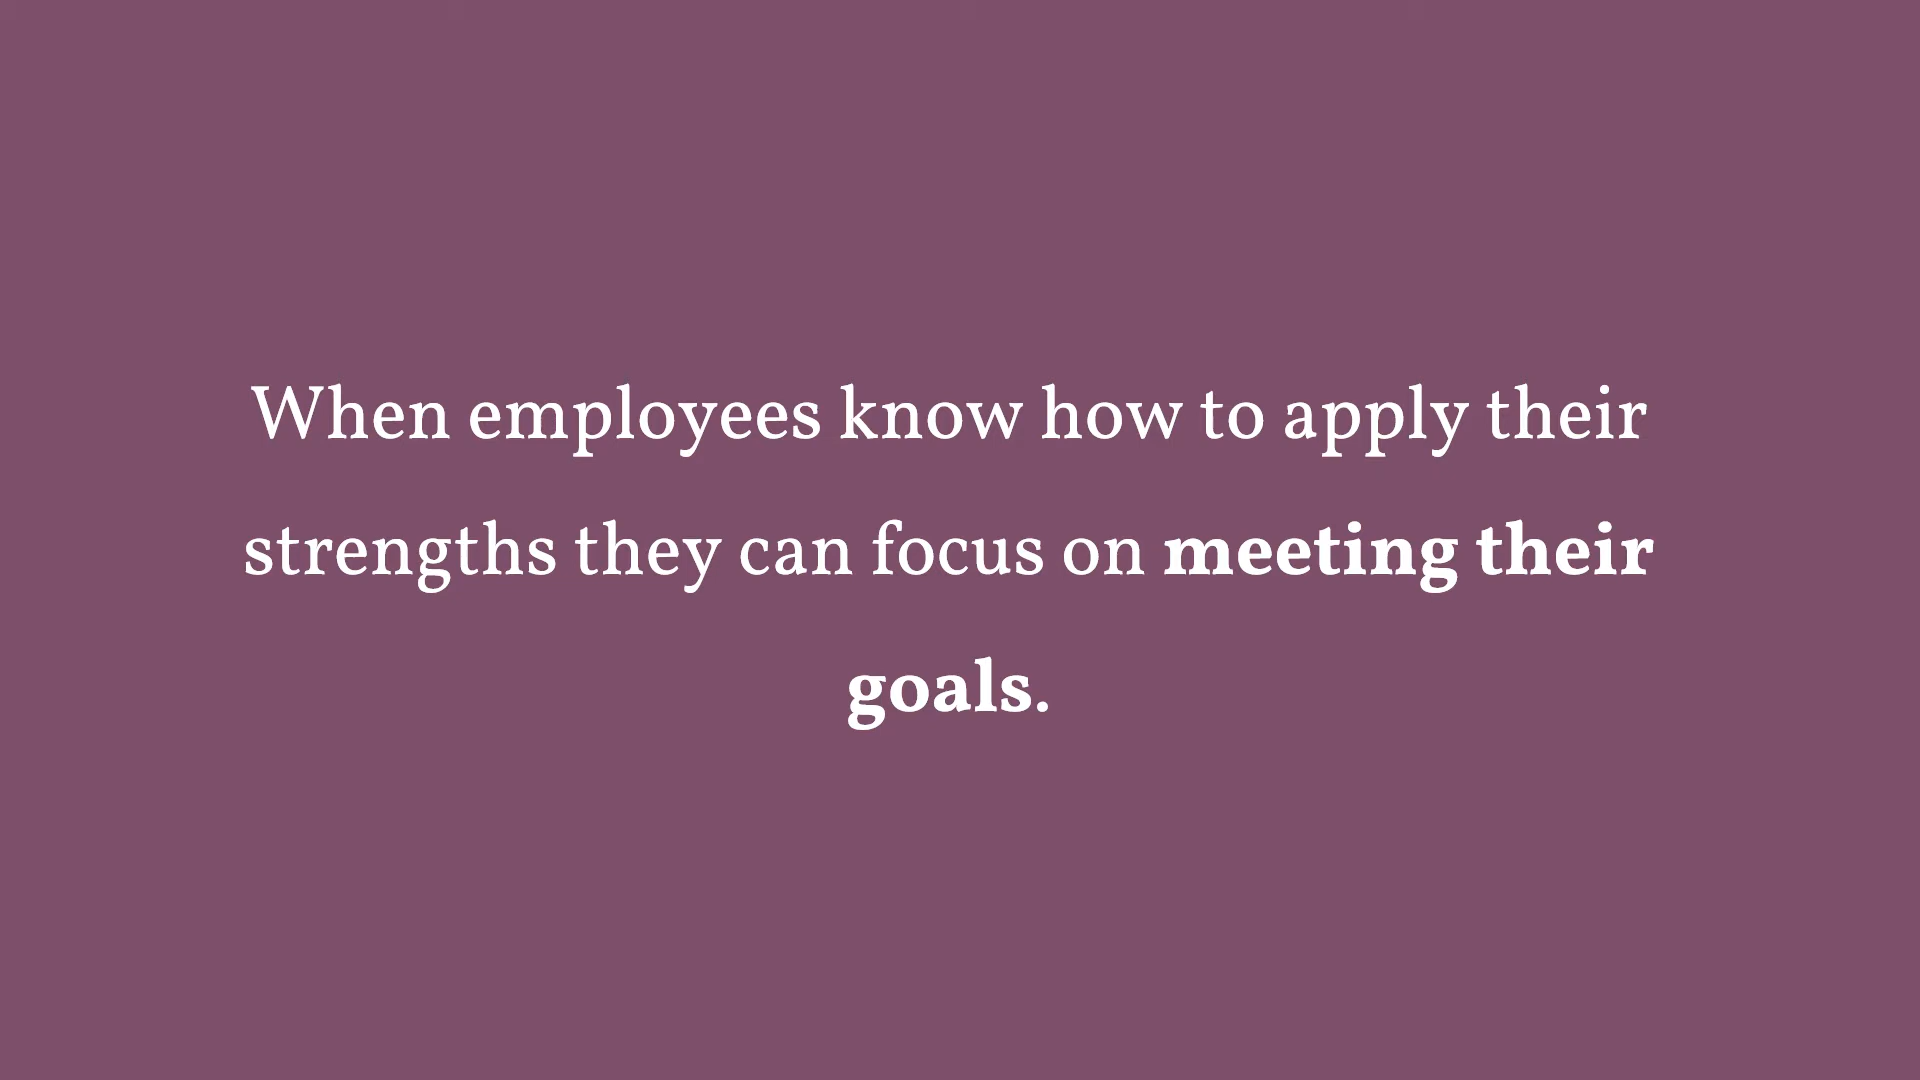 When employees know how to apply their
strengths they can focus on meeting their
goals.